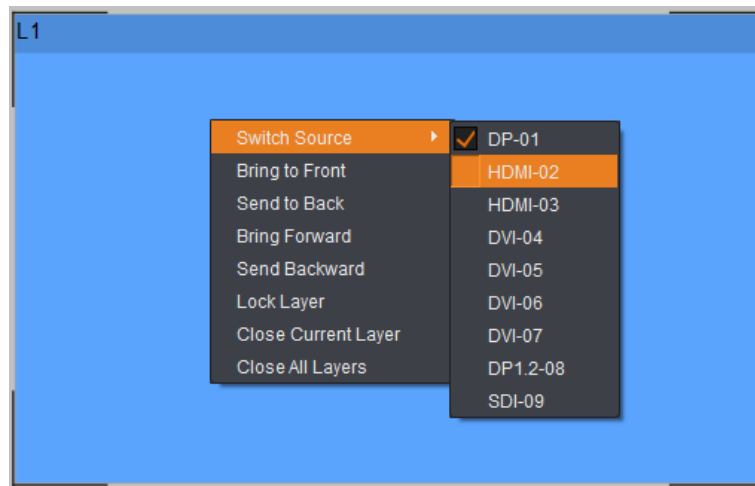 L1
Switch Source
Bring to Front
Send to Back
Bring Forward
Send Backward
Lock Layer
Close Current Layer
Close All Layers
DP-01
HDMI-02
HDMI-03
DVI-04
DVI-05
DVI-06
DVI-07
DP1.2-08
SDI-09